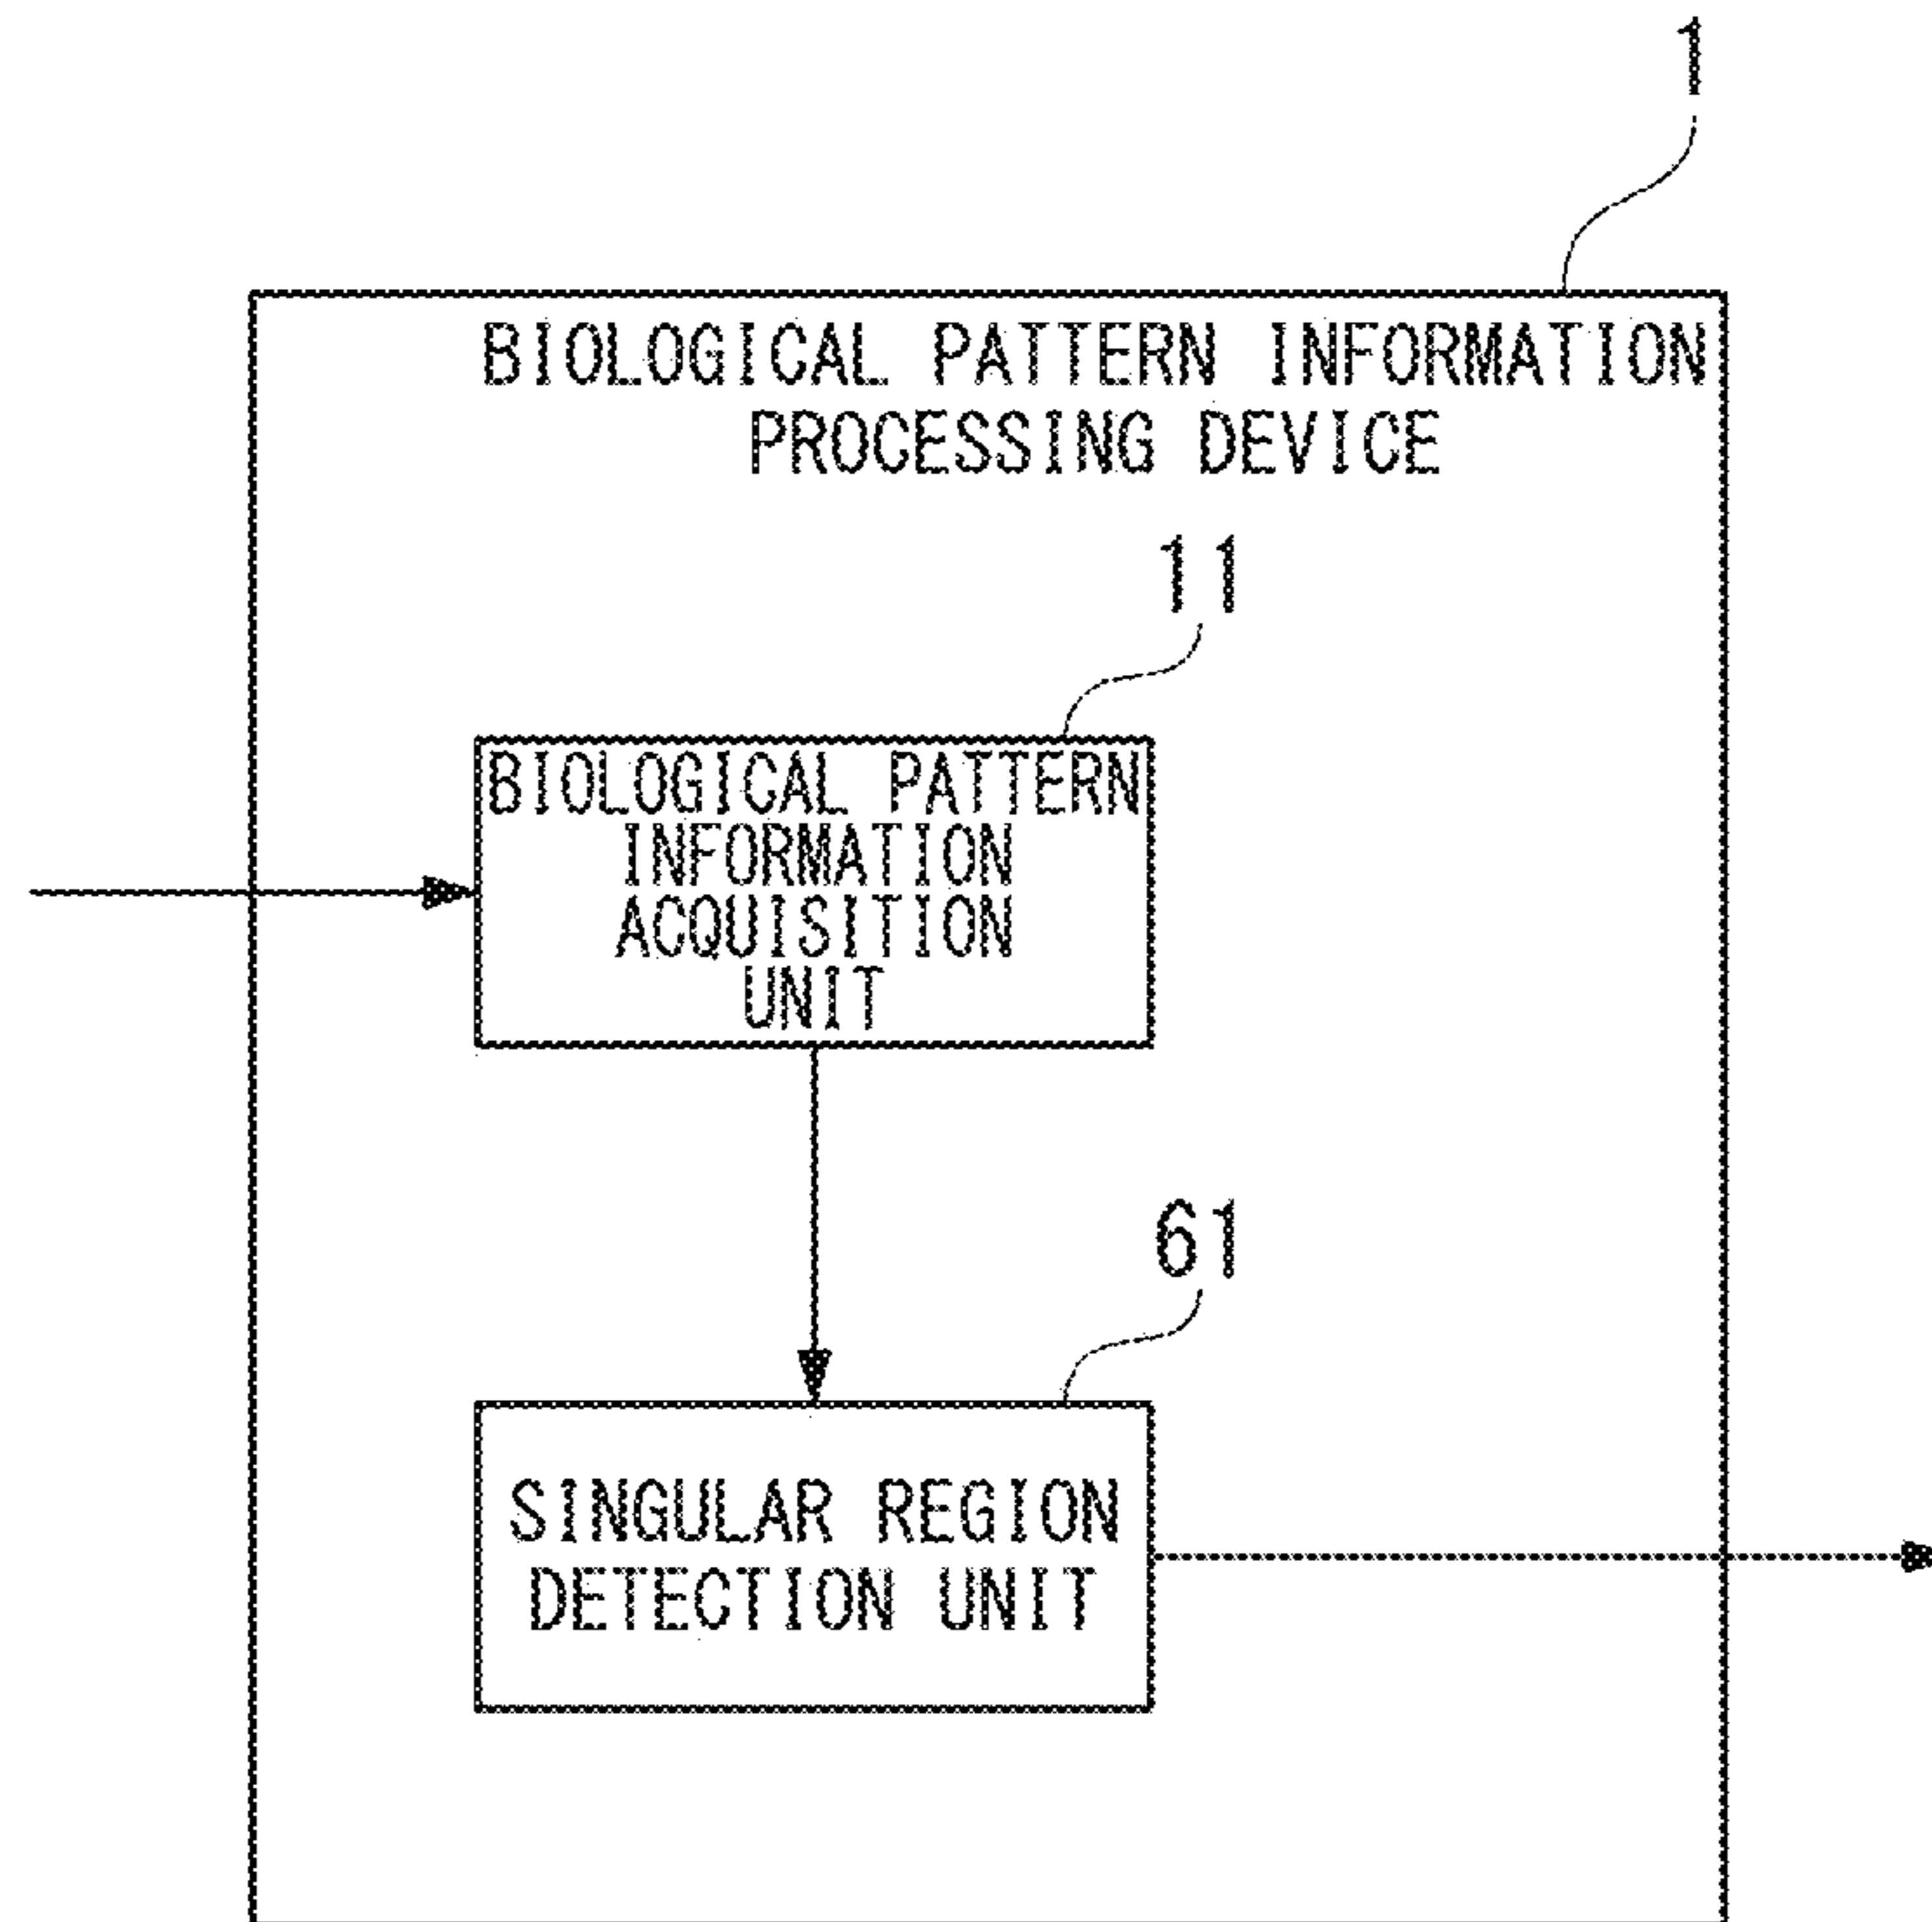 1
BIOLOGICAL PATTERN INFORMATION
PROCESSING DEVICE
11
BIOLOGICAL PATTERN
INFORMATION
ACQUISITION
UNIT
61
SINGULAR REGION
DETECTION UNIT